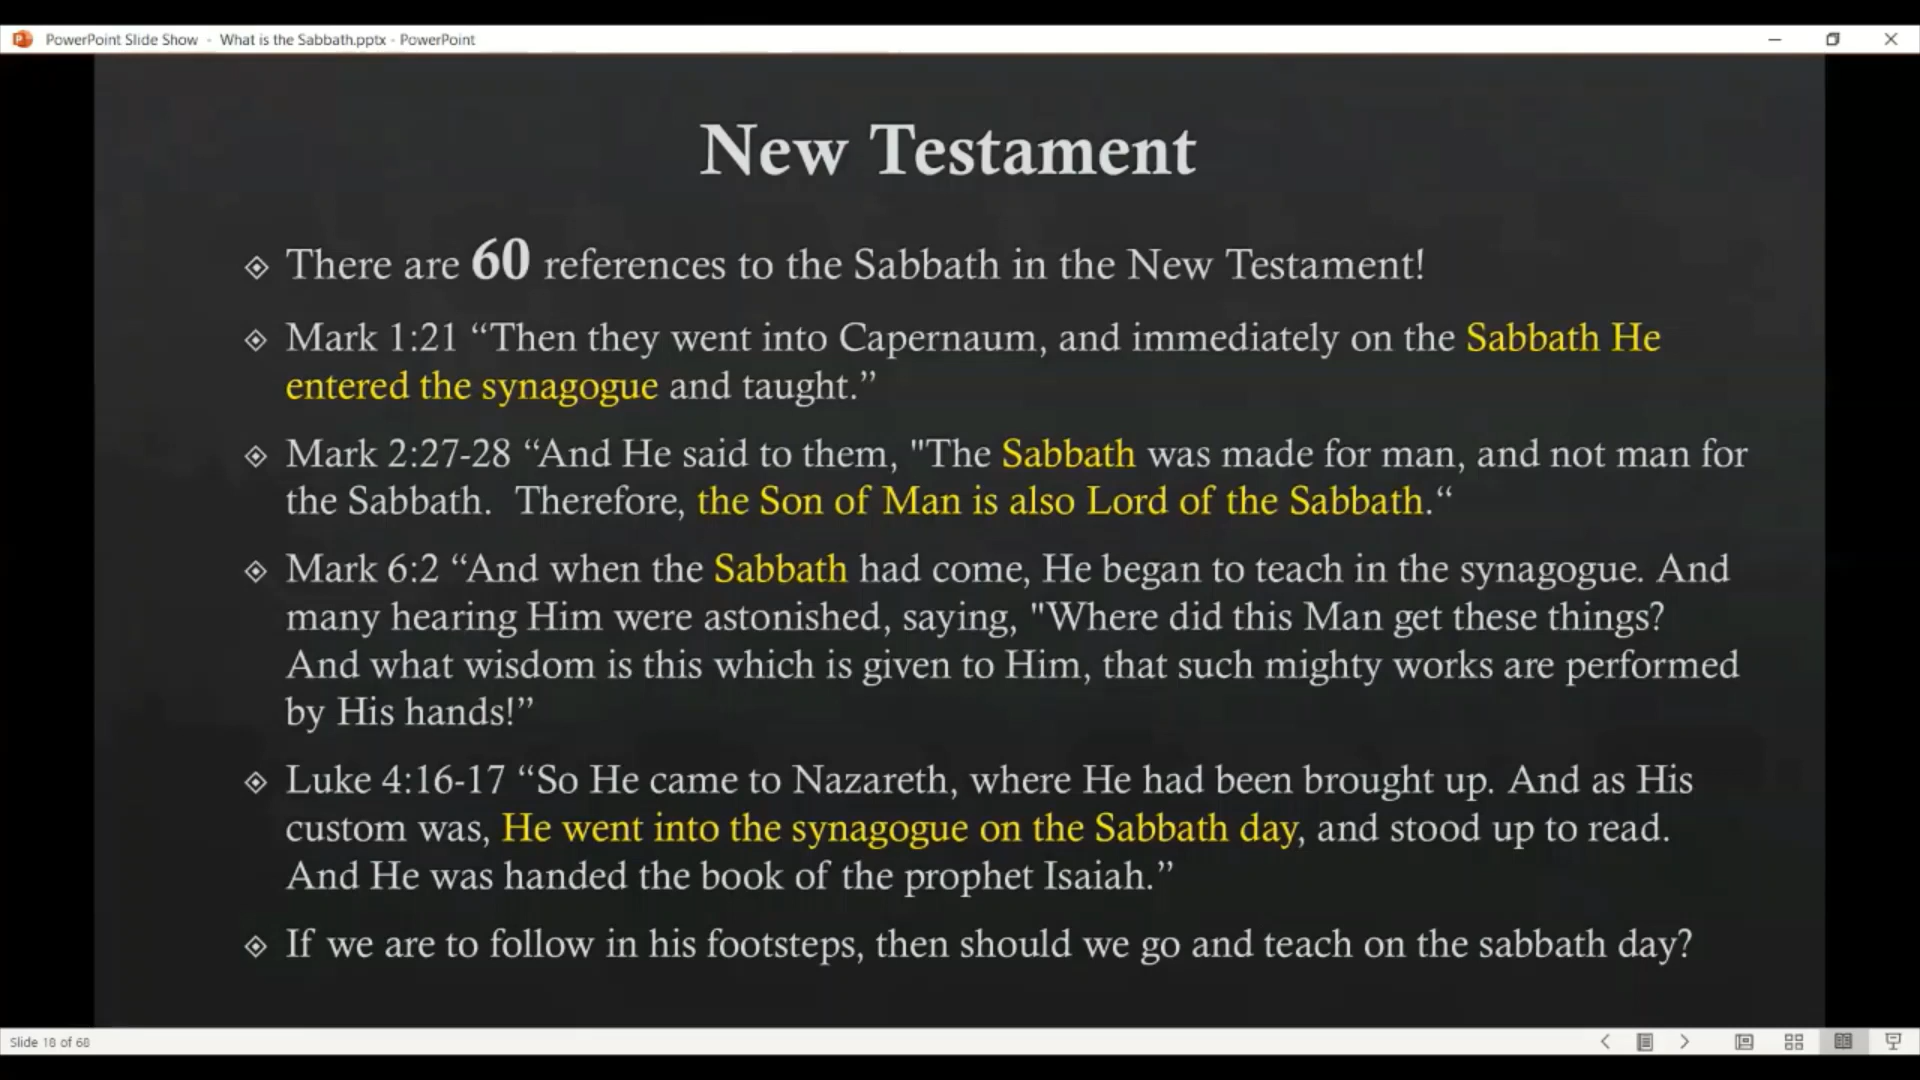 PowerPoint Slide Show - What is the Sabbath.pptx - PowerPoint
New Testament
There are 60 references to the Sabbath in the New Testament!
Mark 1:21 “Then they went into Capernaum, and immediately on the Sabbath He
entered the synagogue and taught.”
Mark 2:27-28 “And He said to them, "The Sabbath was made for man, and not man for
the Sabbath.  Therefore, the Son of Man is also Lord of the Sabbath.“
Mark 6:2 “And when the Sabbath had come, He began to teach in the synagogue. And
many hearing Him were astonished, saying, "Where did this Man get these things?
And what wisdom is this which is given to Him, that such mighty works are performed
by His hands!”
Luke 4:16-17 “So He came to Nazareth, where He had been brought up. And as His
custom was, He went into the synagogue on the Sabbath day, and stood up to read.
And He was handed the book of the prophet Isaiah.”
If we are to follow in his footsteps, then should we go and teach on the sabbath day?
Slide 18 of 68